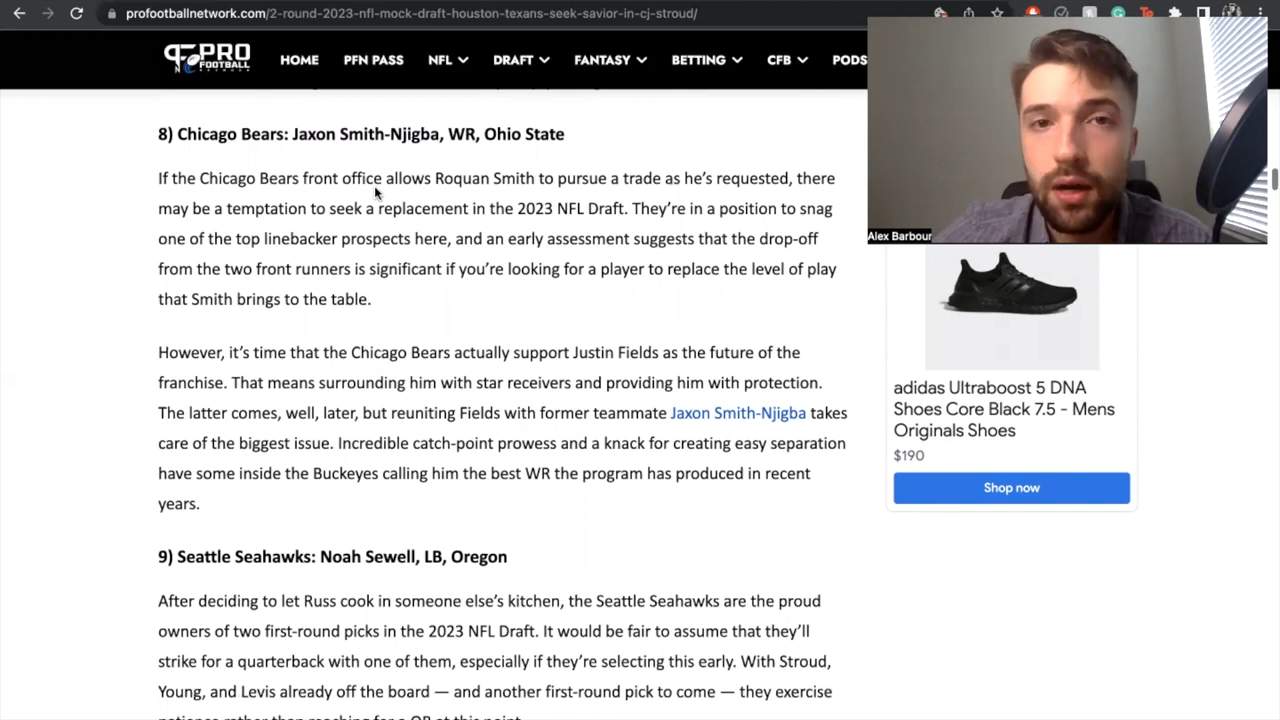 profootballnetwork.com/2-round-2023-nfl-mock-draft-houston-texans-seek-savior-in-cj-stroud/
PRO
FOOTBALL
NETWORK
HOME PFN PASS NFL DRAFT FANTASY BETTING CFB PODS
8) Chicago Bears: Jaxon Smith-Njigba, WR, Ohio State
If the Chicago Bears front office allows Roquan Smith to pursue a trade as he's requested, there
may be a temptation to seek a replacement in the 2023 NFL Draft. They're in a position to snag
one of the top linebacker prospects here, and an early assessment suggests that the drop-off
from the two front runners is significant if you're looking for a player to replace the level of play
that Smith brings to the table.
However, it's time that the Chicago Bears actually support Justin Fields as the future of the
franchise. That means surrounding him with star receivers and providing him with protection.
The latter comes, well, later, but reuniting Fields with former teammate Jaxon Smith-Njigba takes
care of the biggest issue. Incredible catch-point prowess and a knack for creating easy separation
have some inside the Buckeyes calling him the best WR the program has produced in recent
years.
9) Seattle Seahawks: Noah Sewell, LB, Oregon
After deciding to let Russ cook in someone else's kitchen, the Seattle Seahawks are the proud
owners of two first-round picks in the 2023 NFL Draft. It would be fair to assume that they'll
strike for a quarterback with one of them, especially if they're selecting this early. With Stroud,
Young, and Levis already off the board — and another first-round pick to come — they exercise
patience rather than reaching for a QB at this point.
Alex Barbour
adidas Ultraboost 5 DNA
Shoes Core Black 7.5 - Mens
Originals Shoes
$190
Shop now